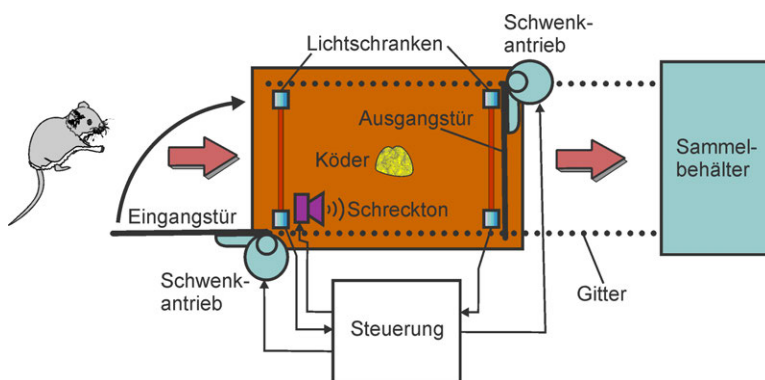 Schwenk-
antrieb
Lichtschranken
Ausgangstür
Köder
Sammel-
behälter
Schreckton
Eingangstür
Schwenk-
antrieb
Gitter
Steuerung